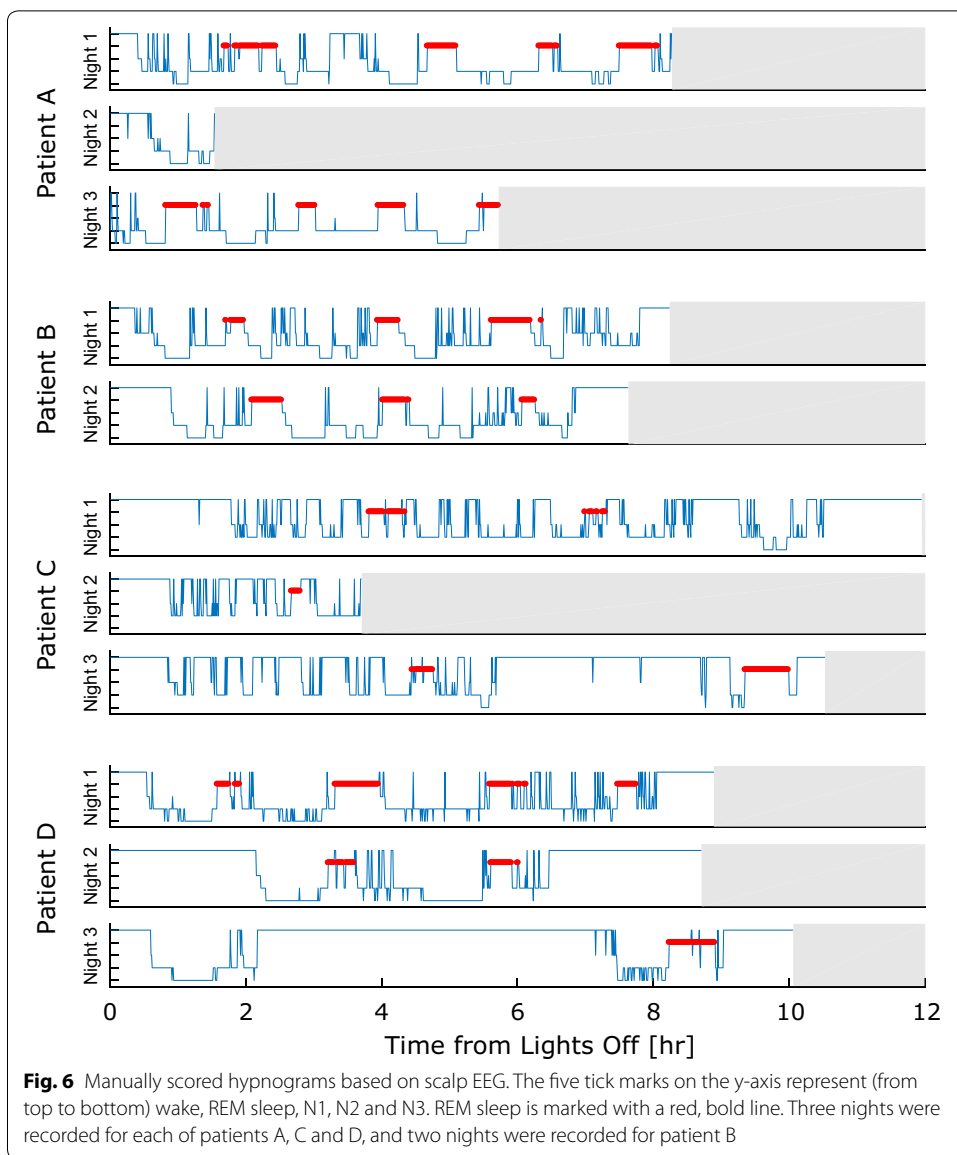 Patient A
Night 1
Night 2
Night 3
Patient B
Night 1
Night 2
Patient C
Night 1
Night 2
Night 3
Patient D
Night 1
Night 2
Night 3
0 2 4 6 8 10 12
Time from Lights Off [hr]
Fig. 6 Manually scored hypnograms based on scalp EEG. The five tick marks on the y-axis represent (from
top to bottom) wake, REM sleep, N1, N2 and N3. REM sleep is marked with a red, bold line. Three nights were
recorded for each of patients A, C and D, and two nights were recorded for patient B